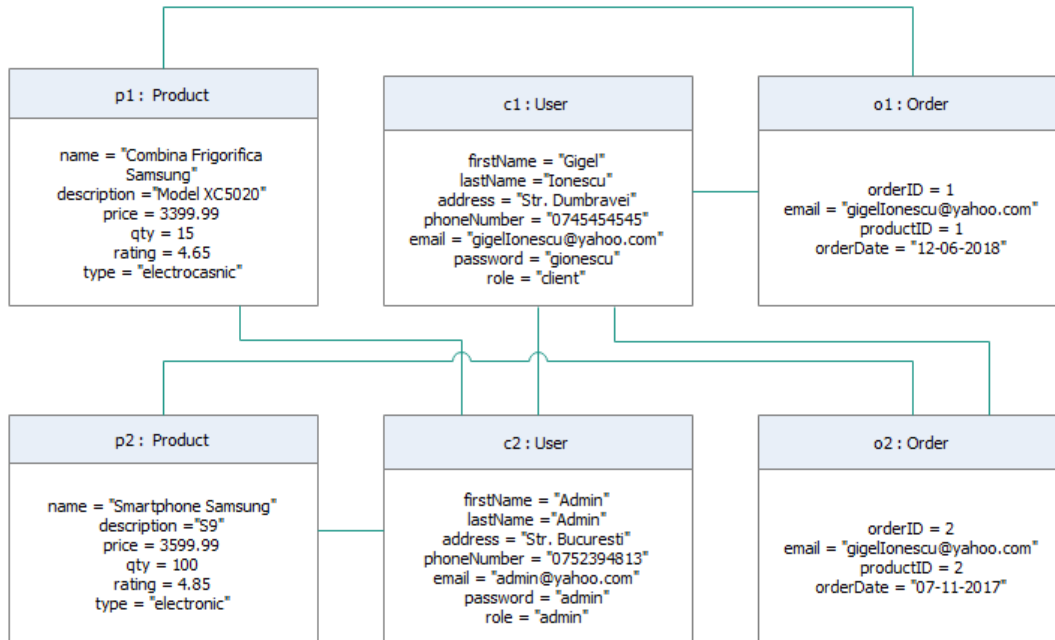 p1: Product
name = "Combina Frigorifica
Samsung"
description ="Model XC5020"
price = 3399.99
qty = 15
rating = 4.65
type = "electrocasnic"
c1 : User
firstName = "Gigel"
lastName ="Ionescu"
address = "Str. Dumbravei"
phoneNumber = "0745454545"
email = "gigelIonescu@yahoo.com"
password = "gionescu"
role = "client"
o1: Order
orderID = 1
email = "gigelIonescu@yahoo.com"
productID = 1
orderDate = "12-06-2018"
p2 : Product
name = "Smartphone Samsung"
description ="S9"
price = 3599.99
qty = 100
rating = 4.85
type = "electronic"
c2: User
firstName = "Admin"
lastName ="Admin"
address = "Str. Bucuresti"
phoneNumber = "0752394813"
email = "admin@yahoo.com"
password = "admin"
role = "admin"
o2: Order
orderID = 2
email = "gigelIonescu@yahoo.com"
productID = 2
orderDate = "07-11-2017"